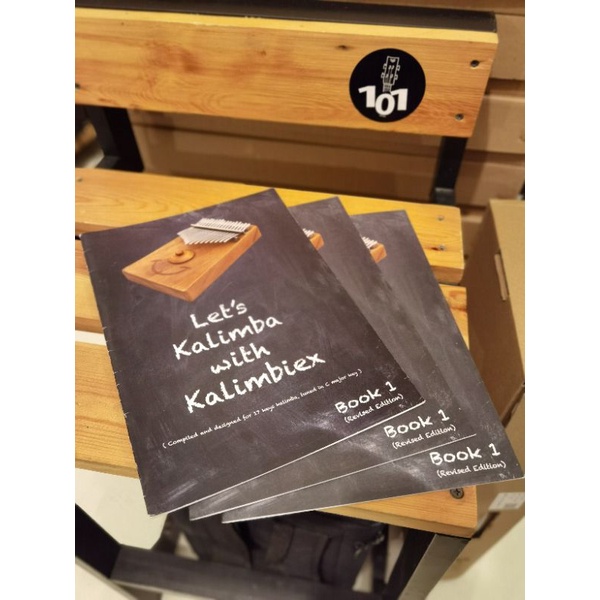 101
Let's
Kalimba
with
Kalimbiex
( Compiled and designed for 17 keys kalimba, tuned in C major key )
Book 1
(Revised Edition)
Book 1
(Revised Edition)
Book 1
(Revised Edition)